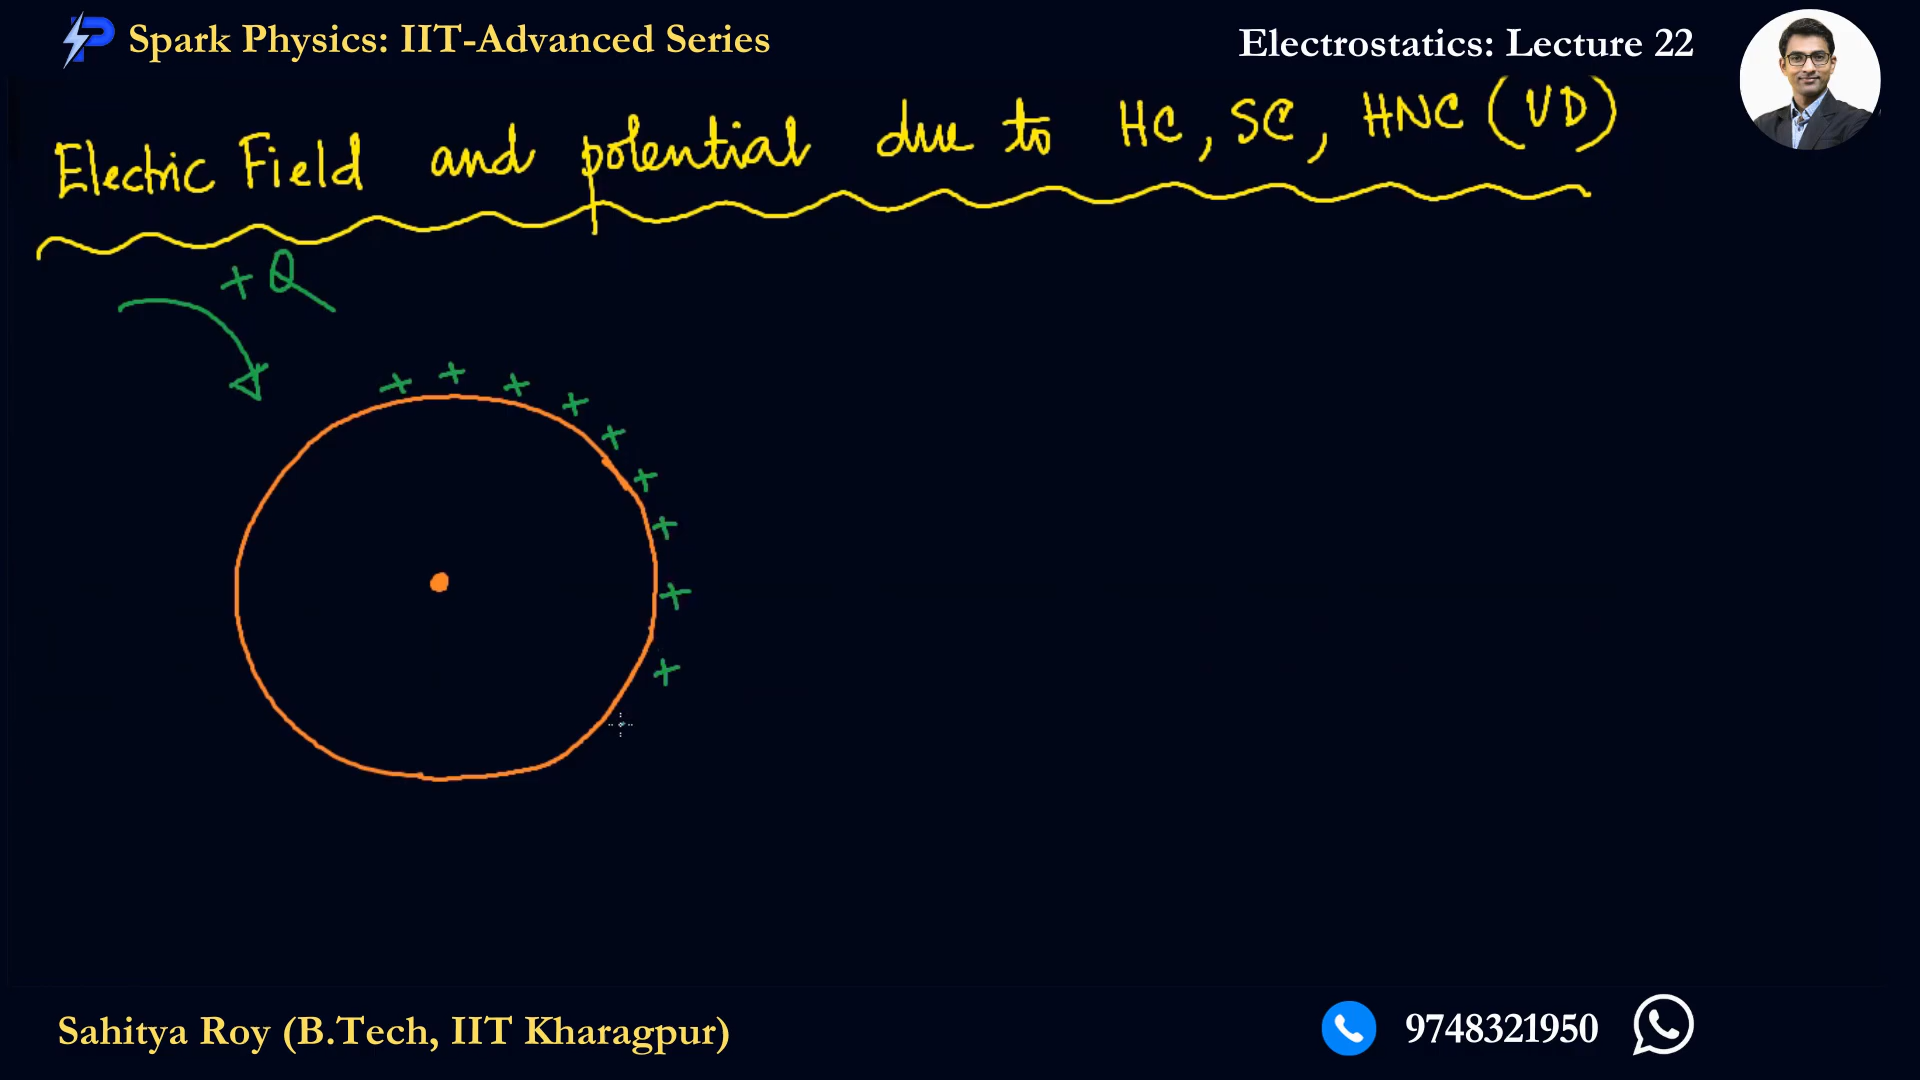 Spark Physics: IIT-Advanced Series
Electrostatics: Lecture 22
Electric Field and potential due to HC, SC, HNC (VD)
+Q
+ + + + + + + + +
Sahitya Roy (B.Tech, IIT Kharagpur)
9748321950